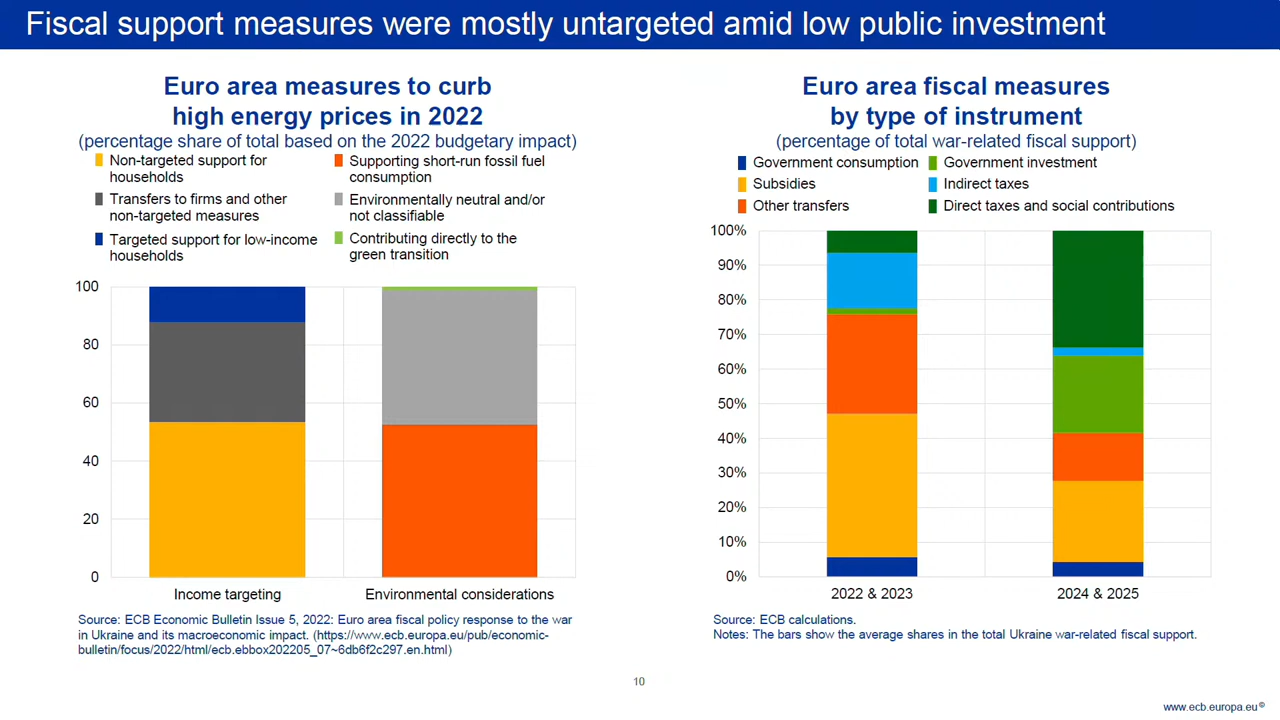 Fiscal support measures were mostly untargeted amid low public investment
Euro area measures to curb
high energy prices in 2022
(percentage share of total based on the 2022 budgetary impact)
Non-targeted support for
households
Transfers to firms and other
non-targeted measures
Targeted support for low-income
households
Supporting short-run fossil fuel
consumption
Environmentally neutral and/or
not classifiable
Contributing directly to the
green transition
100
80
60
40
20
0
Income targeting
Environmental considerations
Source: ECB Economic Bulletin Issue 5, 2022: Euro area fiscal policy response to the war
in Ukraine and its macroeconomic impact. (https://www.ecb.europa.eu/pub/economic-
bulletin/focus/2022/html/ecb.ebbox202205_07~6db6f2c297.en.html)
Euro area fiscal measures
by type of instrument
(percentage of total war-related fiscal support)
Government consumption
Subsidies
Other transfers
Government investment
Indirect taxes
Direct taxes and social contributions
100%
90%
80%
70%
60%
50%
40%
30%
20%
10%
0%
2022 & 2023
2024 & 2025
Source: ECB calculations.
Notes: The bars show the average shares in the total Ukraine war-related fiscal support.
10
www.ecb.europa.eu ©